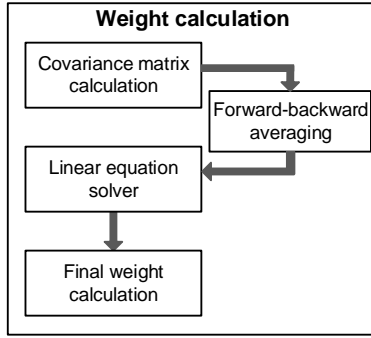 Weight calculation
Covariance matrix
calculation
Forward-backward
averaging
Linear equation
solver
Final weight
calculation